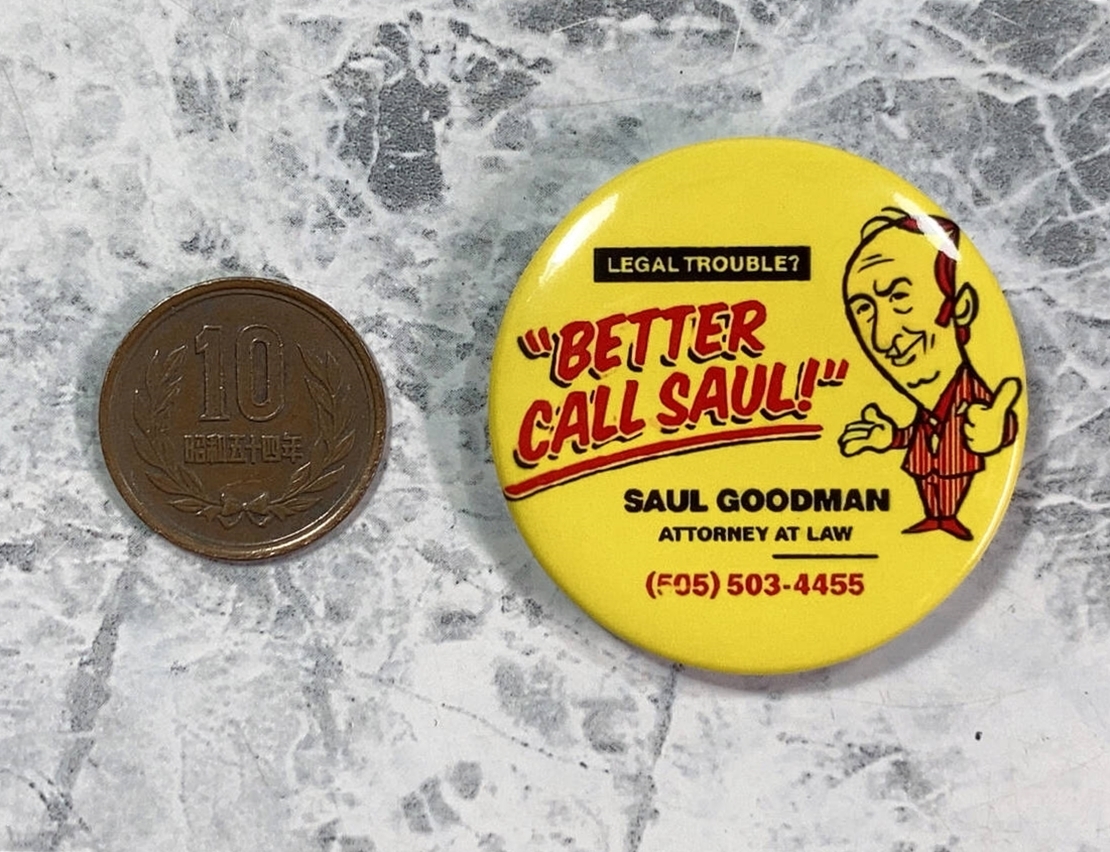 10
昭和五十四年
LEGAL TROUBLE?
"BETTER
CALL SAUL!"
SAUL GOODMAN
ATTORNEY AT LAW
(505) 503-4455